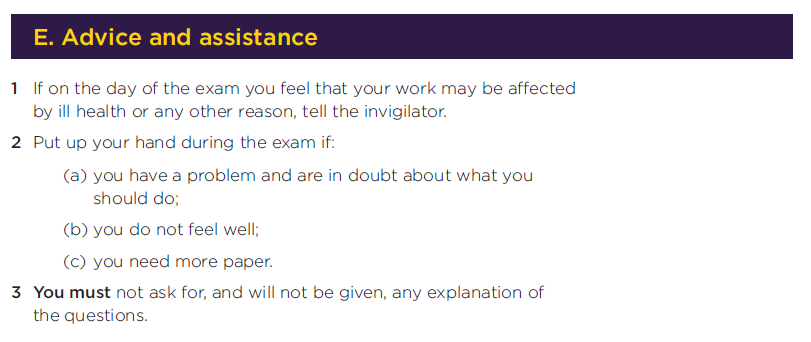 E. Advice and assistance
1 If on the day of the exam you feel that your work may be affected
by ill health or any other reason, tell the invigilator.
2 Put up your hand during the exam if:
(a) you have a problem and are in doubt about what you
should do;
(b) you do not feel well;
(c) you need more paper.
3 You must not ask for, and will not be given, any explanation of
the questions.